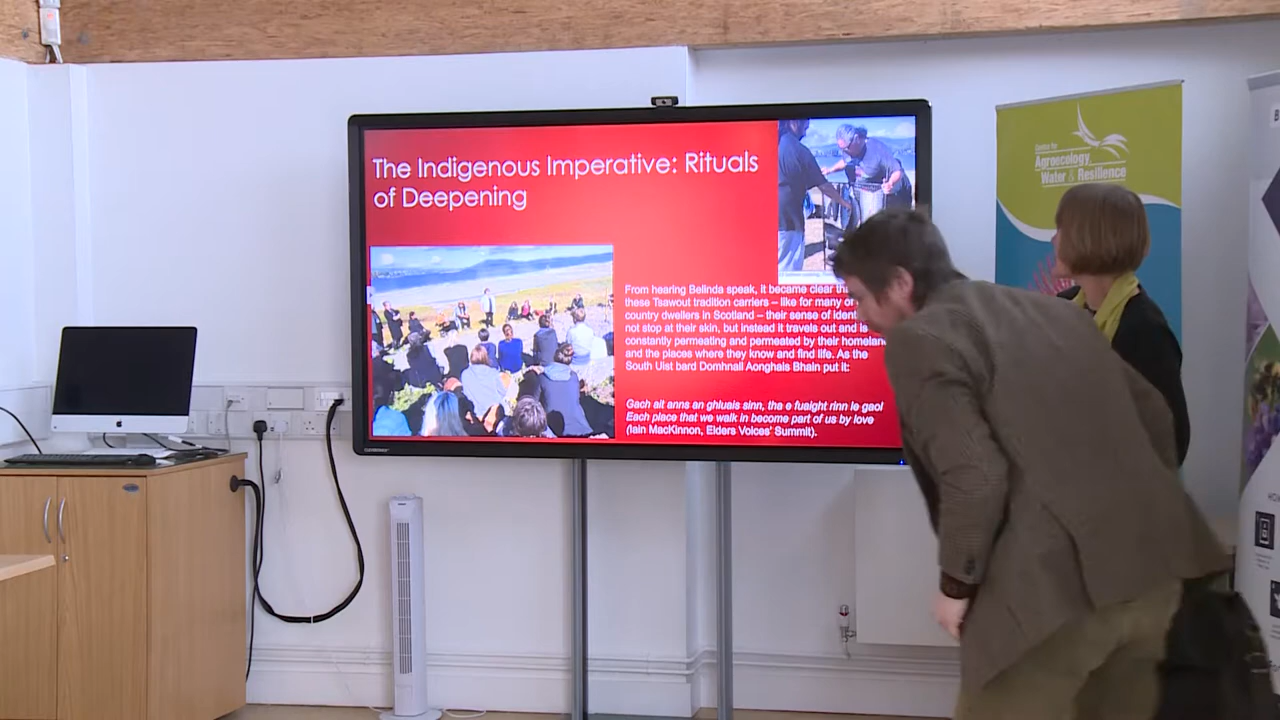 The Indigenous Imperative: Rituals
of Deepening
Centre for
Agroecology
Water & Resilience
From hearing Belinda speak, it became clear
these Tsawout tradition carriers – like for many
country dwellers in Scotland – their sense of
not stop at their skin, but instead it travels out and is
constantly permeating and permeated by their
and the places where they know and find life. As the
South Uist bard Domhnall Aonghais Bhain put it:
Gach ait anns an ghluais sinn, tha e fuaight rinn le gaol
Each place that we walk in become part of us by love
(Iain MacKinnon, Elders Voices' Summit).